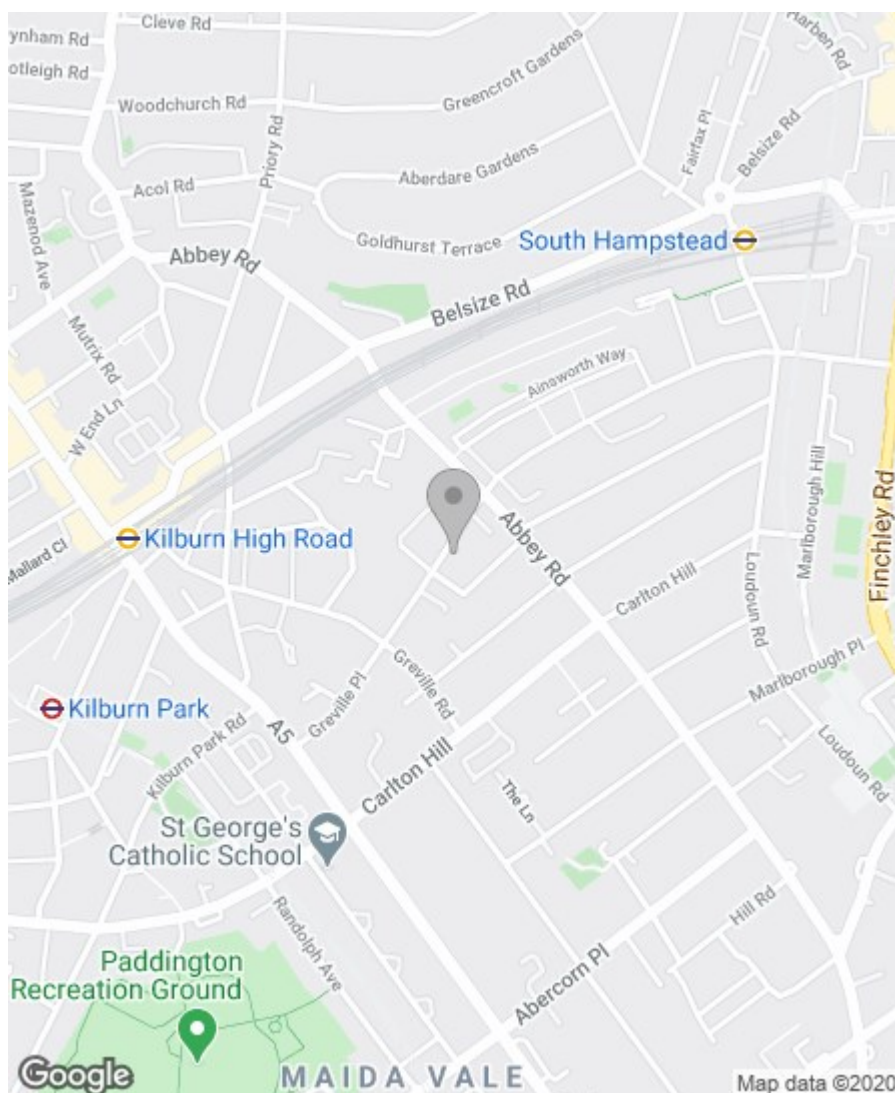 Cleve Rd
ynham Rd
otleigh Rd
Woodchurch Rd
Greencroft Gardens
Harben Rd
Priory Rd
Fairfax Pl
Belsize Rd
Acol Rd
Aberdare Gardens
Mazenod Ave
Goldhurst Terrace
South Hampstead
Abbey Rd
Belsize Rd
Mutrix Rd
Ainsworth Way
W End Ln
Marlborough Hill
Finchley Rd
Kilburn High Road
Mallard Cl
Abbey Rd
Carlton Hill
Loudoun Rd
Marlborough Pl
Greville Pl
Greville Rd
Kilburn Park
Kilburn Park Rd
A5
Loudoun Rd
Carlton Hill
The Ln
St George's
Catholic School
Randolph Ave
Hill Rd
Abercorn Pl
Paddington
Recreation Ground
MAIDA VALE
Google
Map data ©2020